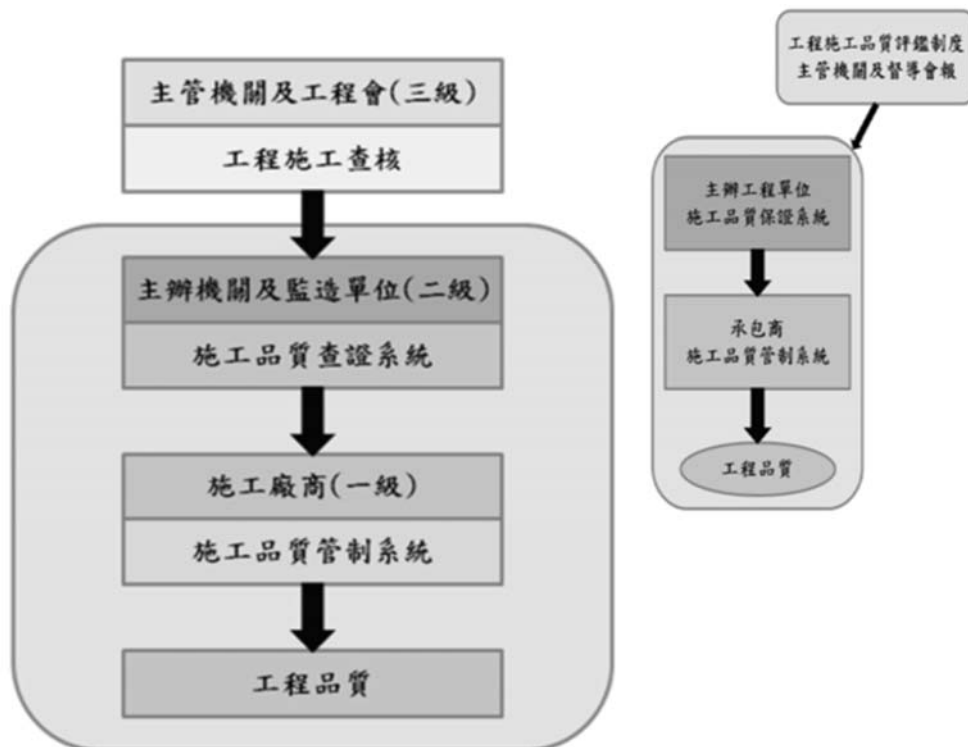 主管機關及工程會(三級)
工程施工查核
主辦機關及監造單位(二級)
施工品質查證系統
施工廠商(一級)
施工品質管制系統
工程品質
工程施工品質評鑑制度
主管機關及督導會報
主辦工程單位
施工品質保證系統
承包商
施工品質管制系統
工程品質